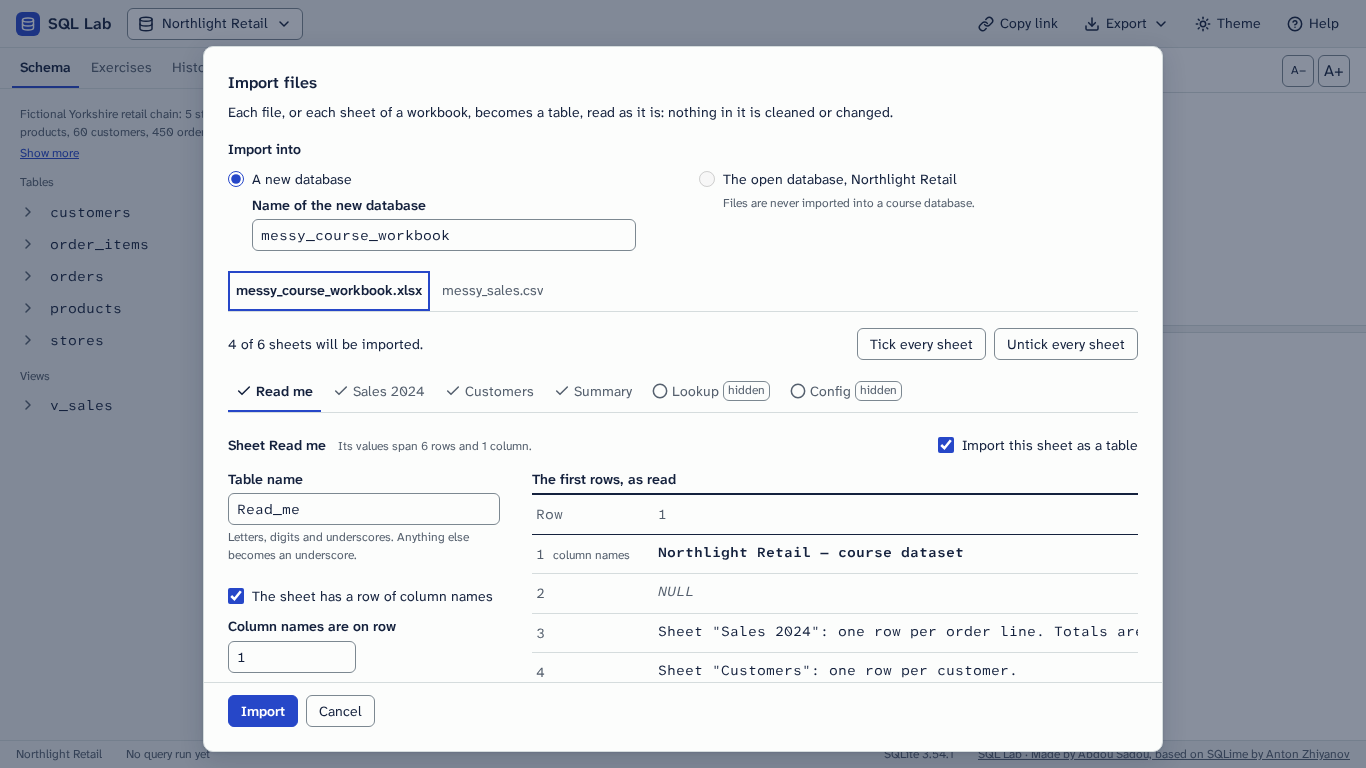 SQL Lab
Northlight Retail
Copy link
Export
Theme
Help
Schema
Exercises
A−
A+
Import files
Each file, or each sheet of a workbook, becomes a table, read as it is: nothing in it is cleaned or changed.
Import into
A new database
The open database, Northlight Retail
Files are never imported into a course database.
Name of the new database
messy_course_workbook
messy_course_workbook.xlsx
messy_sales.csv
4 of 6 sheets will be imported.
Tick every sheet
Untick every sheet
Read me
Sales 2024
Customers
Summary
Lookup hidden
Config hidden
Sheet Read me
Its values span 6 rows and 1 column.
Import this sheet as a table
Table name
Read_me
Letters, digits and underscores. Anything else
becomes an underscore.
The sheet has a row of column names
Column names are on row
1
The first rows, as read
Row 1
1 column names Northlight Retail — course dataset
2 NULL
3 Sheet "Sales 2024": one row per order line. Totals are
4 Sheet "Customers": one row per customer.
Import
Cancel
Fictional Yorkshire retail chain: 5
products, 60 customers, 450
Show more
Tables
customers
order_items
orders
products
stores
Views
v_sales
Northlight Retail
No query run yet
SQLite 3.54.1
SQL Lab · Made by Abdou Sadou, based on SQLime by Anton Zhiyanov